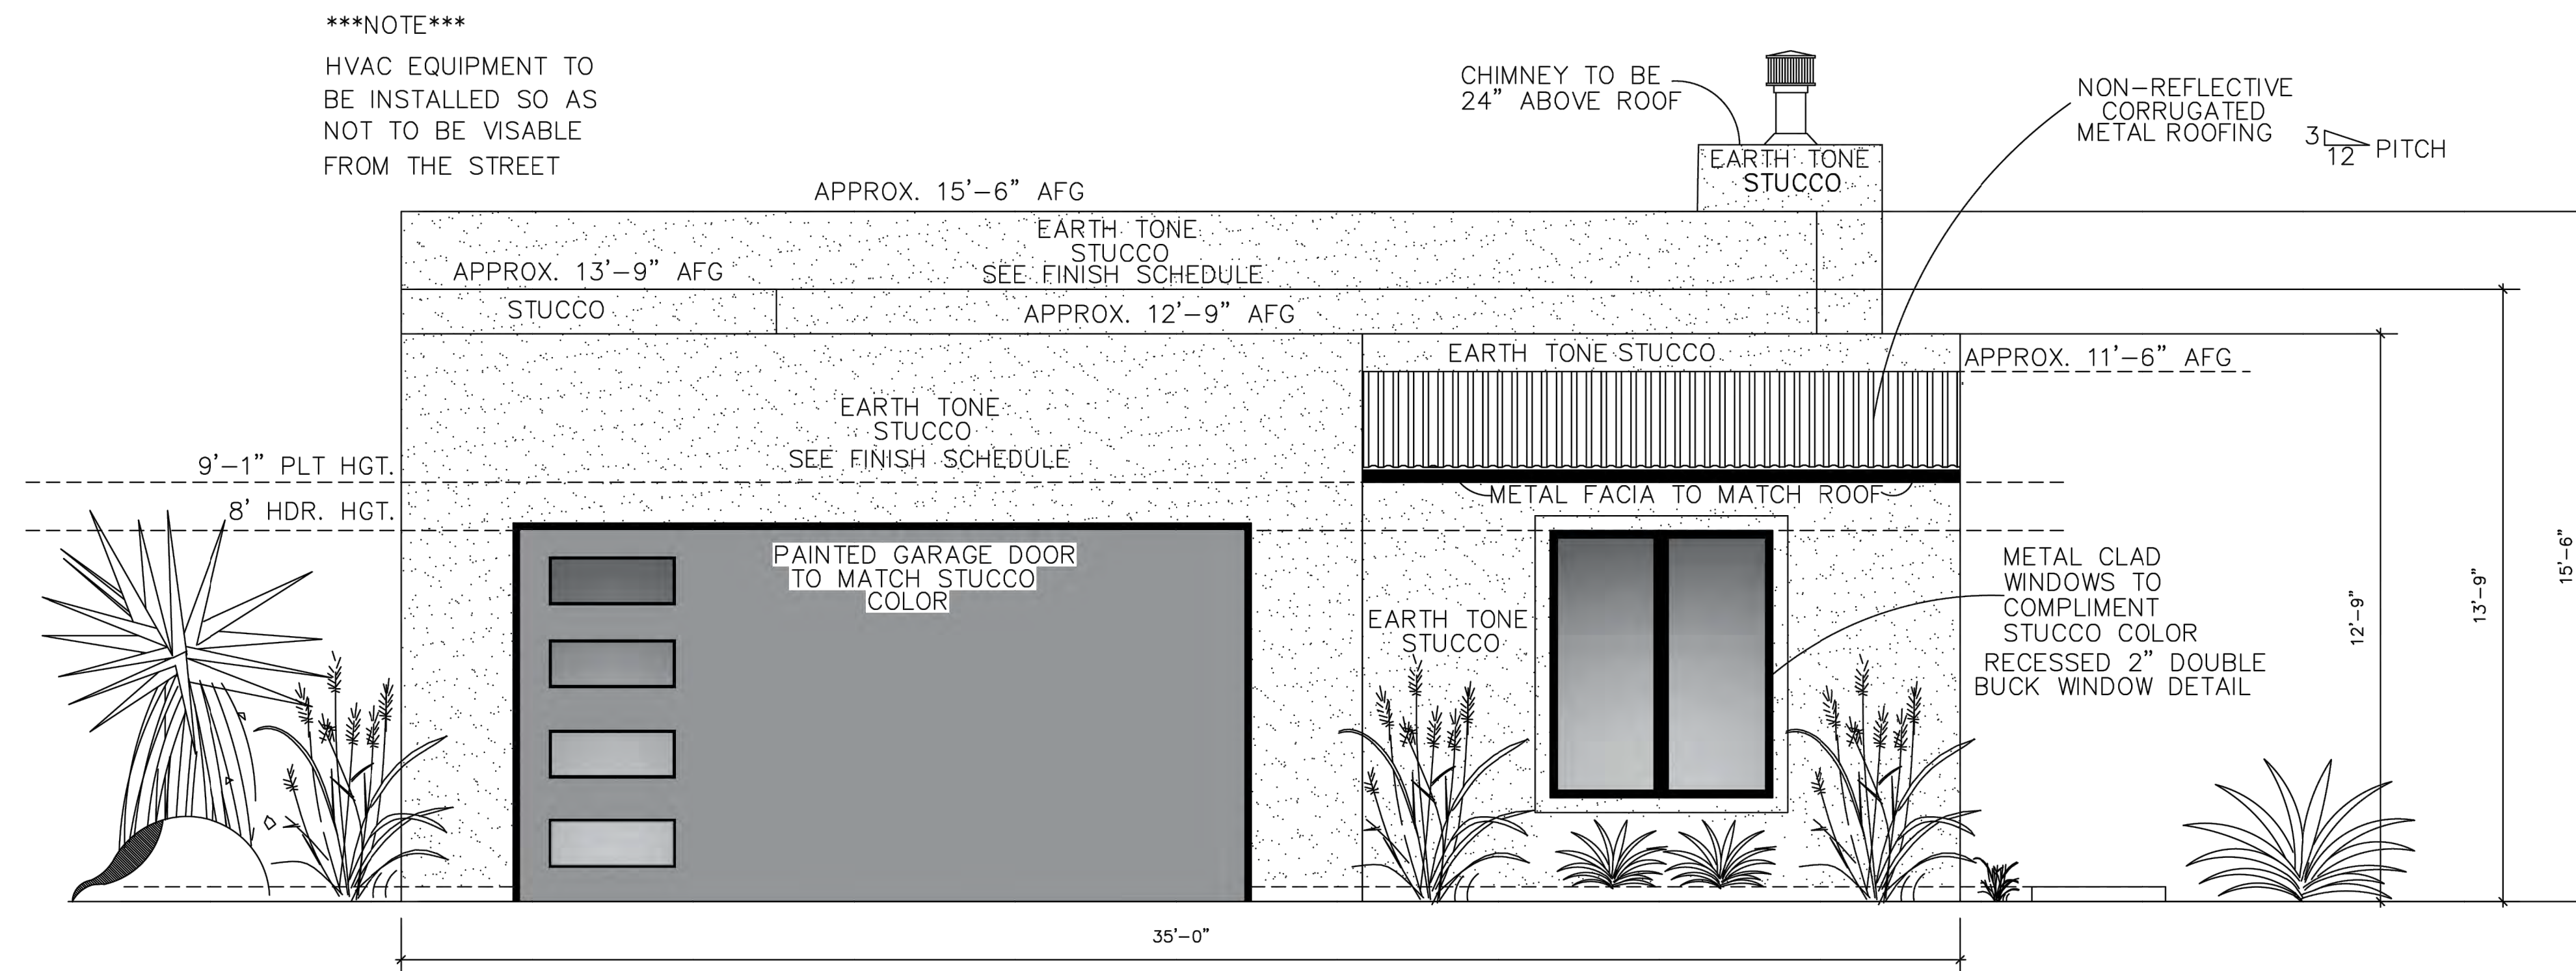 ***NOTE***
HVAC EQUIPMENT TO
BE INSTALLED SO AS
NOT TO BE VISABLE
FROM THE STREET
CHIMNEY TO BE
24” ABOVE ROOF
NON-REFLECTIVE
CORRUGATED
METAL ROOFING
3
12
PITCH
EARTH TONE
STUCCO
APPROX. 15'-6” AFG
EARTH TONE
STUCCO
SEE FINISH SCHEDULE
APPROX. 13'-9” AFG
STUCCO
APPROX. 12'-9” AFG
EARTH TONE STUCCO
APPROX. 11'-6” AFG
EARTH TONE
STUCCO
SEE FINISH SCHEDULE
9'-1” PLT HGT.
8' HDR. HGT.
METAL FACIA TO MATCH ROOF
PAINTED GARAGE DOOR
TO MATCH STUCCO
COLOR
EARTH TONE
STUCCO
METAL CLAD
WINDOWS TO
COMPLIMENT
STUCCO COLOR
RECESSED 2” DOUBLE
BUCK WINDOW DETAIL
12'-9"
13'-9"
15'-6"
35'-0"